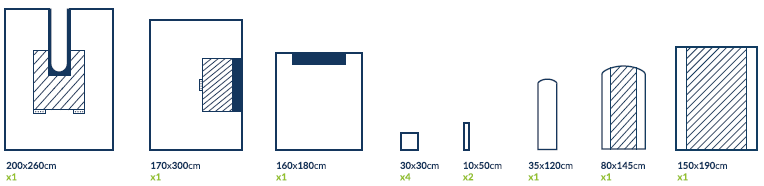 200x260cm
x1
170x300cm
x1
160x180cm
x1
30x30cm
x4
10x50cm
x2
35x120cm
x1
80x145cm
x1
150x190cm
x1